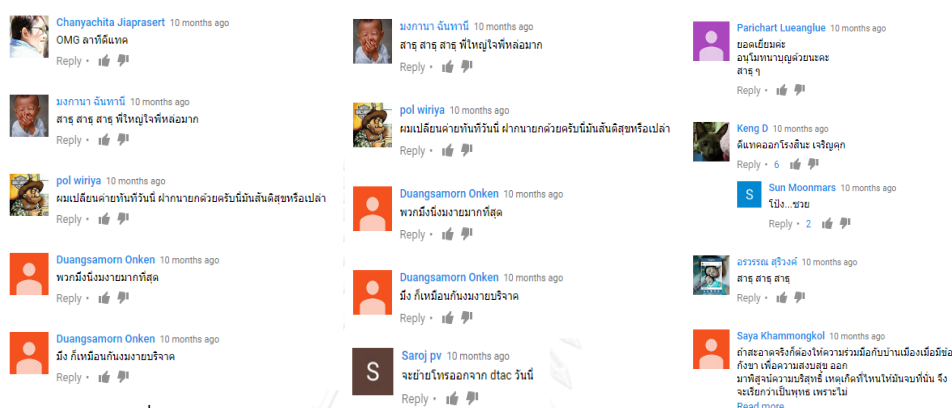 Chanyachita Jiaprasert 10 months ago
OMG ลาทีดีแทค
Reply
มงกานา ฉันทานี 10 months ago
สาธุ สาธุ สาธุ พี่ใหญ่ใจพี่หล่อมาก
Reply
pol wiriya 10 months ago
ผมเปลี่ยนค่ายทันทีวันนี้ ฝากนายกด้วยครับนี่มันสันติสุขหรือเปล่า
Reply
Duangsamorn Onken 10 months ago
พวกมึงนี่งมงายมากที่สุด
Reply
Duangsamorn Onken 10 months ago
มึง ก็เหมือนกันงมงายบริจาค
Reply
มงกานา ฉันทานี 10 months ago
สาธุ สาธุ สาธุ พี่ใหญ่ใจพี่หล่อมาก
Reply
pol wiriya 10 months ago
ผมเปลี่ยนค่ายทันทีวันนี้ ฝากนายกด้วยครับนี่มันสันติสุขหรือเปล่า
Reply
Duangsamorn Onken 10 months ago
พวกมึงนี่งมงายมากที่สุด
Reply
Duangsamorn Onken 10 months ago
มึง ก็เหมือนกันงมงายบริจาค
Reply
S
Saroj pv 10 months ago
จะย้ายโทรออกจาก dtac วันนี้
Reply
Parichart Lueanglue 10 months ago
ยอดเยี่ยมค่ะ
อนุโมทนาบุญด้วยนะคะ
สาธุ ๆ
Reply
Keng D 10 months ago
ดีแทคออกโรงสินะ เจริญคุก
Reply 6
S
Sun Moonmars 10 months ago
โป้ง...ชวย
Reply 2
อรวรรณ สุริวงค์ 10 months ago
สาธุ สาธุ สาธุ
Reply
Saya Khammongkol 10 months ago
ถ้าสะอาดจริงก็ต้องให้ความร่วมมือกับบ้านเมืองเมื่อมีข้อ
กังขา เพื่อความสงบสุข ออก
มาพิสูจน์ความบริสุทธิ์ เหตุเกิดที่ไหนให้มันจบที่นั่น จึง
จะเรียกว่าเป็นพุทธ เพราะไม่
Read more